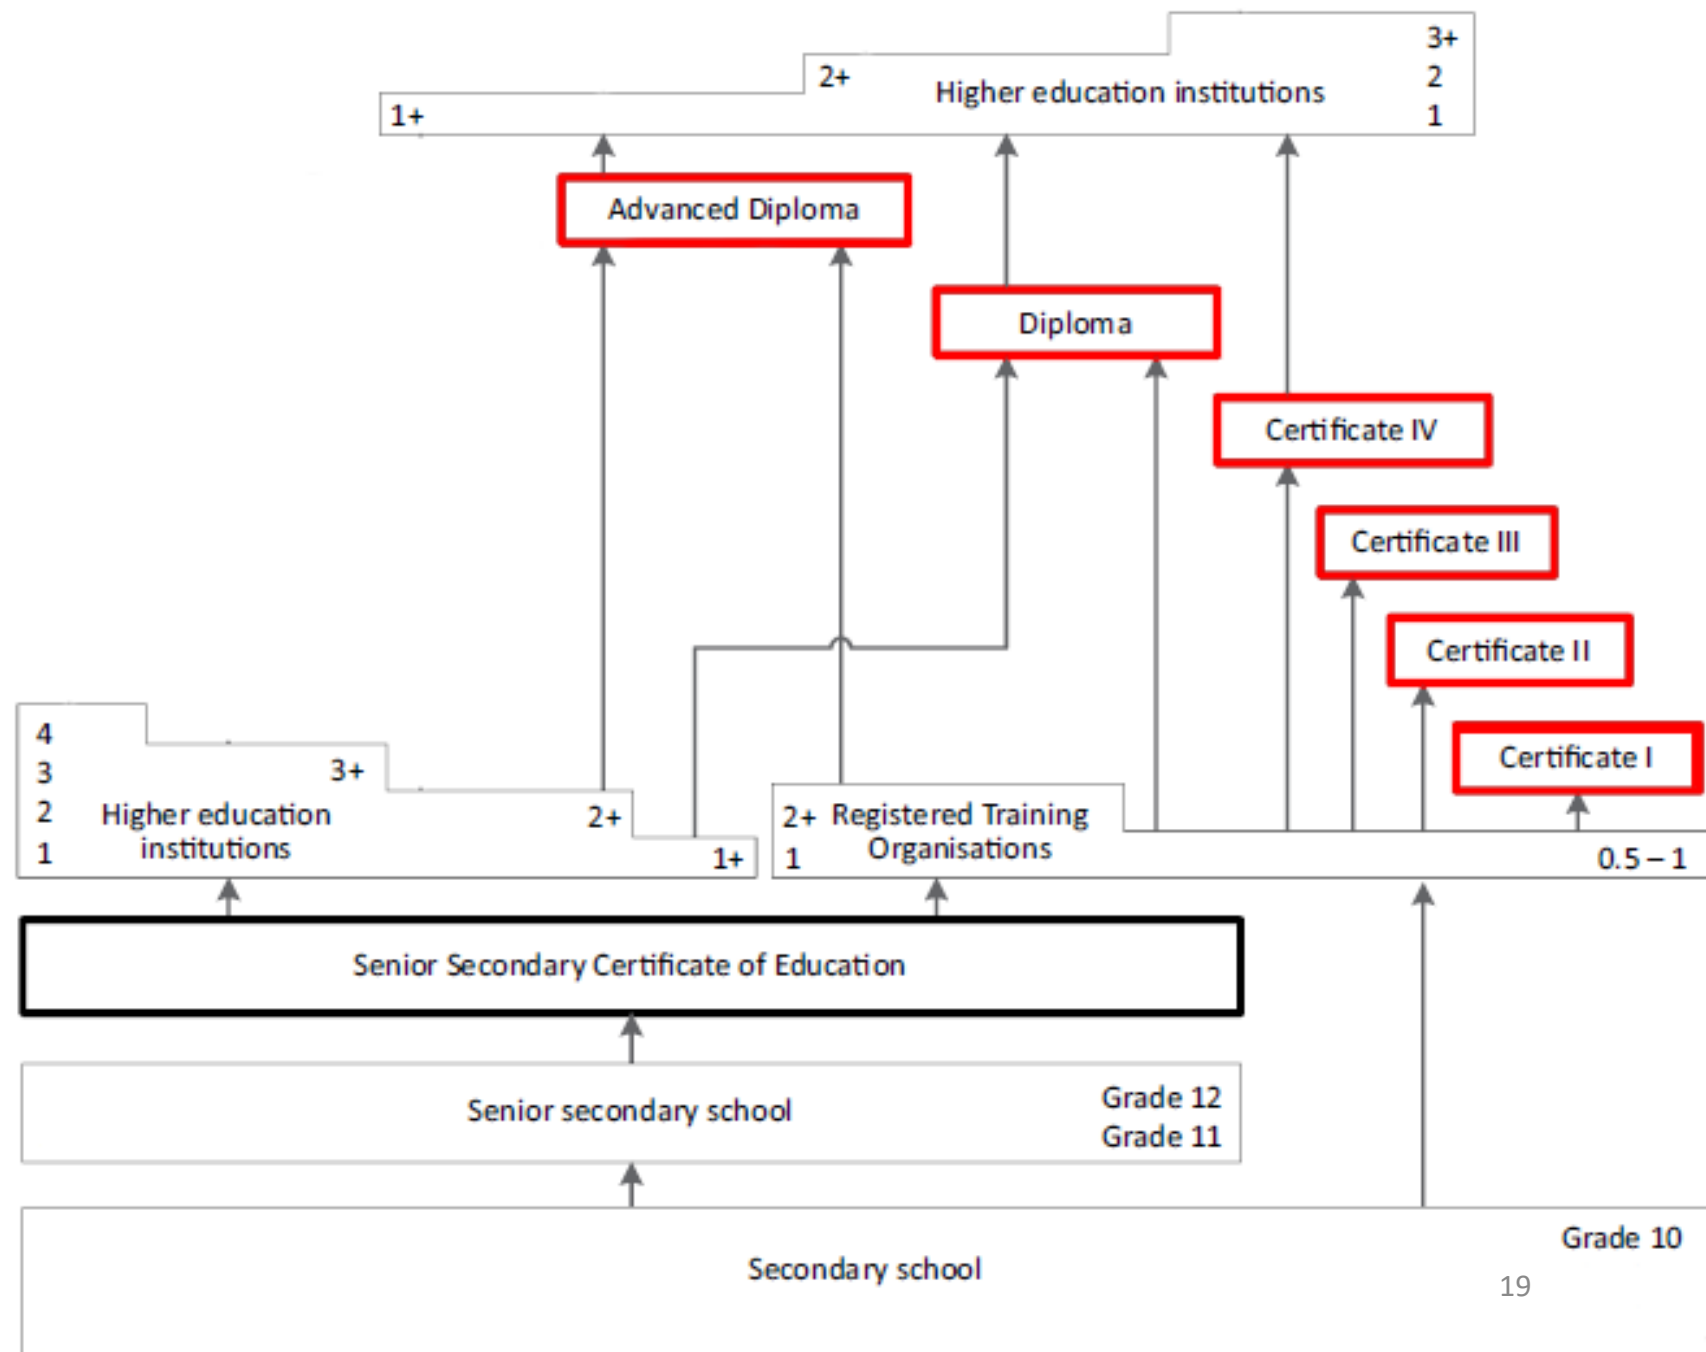 3+
2+
2
Higher education institutions
1+
1
Advanced Diploma
Diploma
Certificate IV
Certificate III
Certificate II
Certificate I
4
3
3+
2
Higher education
institutions
1
2+
1+
2+
Registered Training
Organisations
1
0.5 – 1
Senior Secondary Certificate of Education
Senior secondary school
Grade 12
Grade 11
Grade 10
Secondary school
19